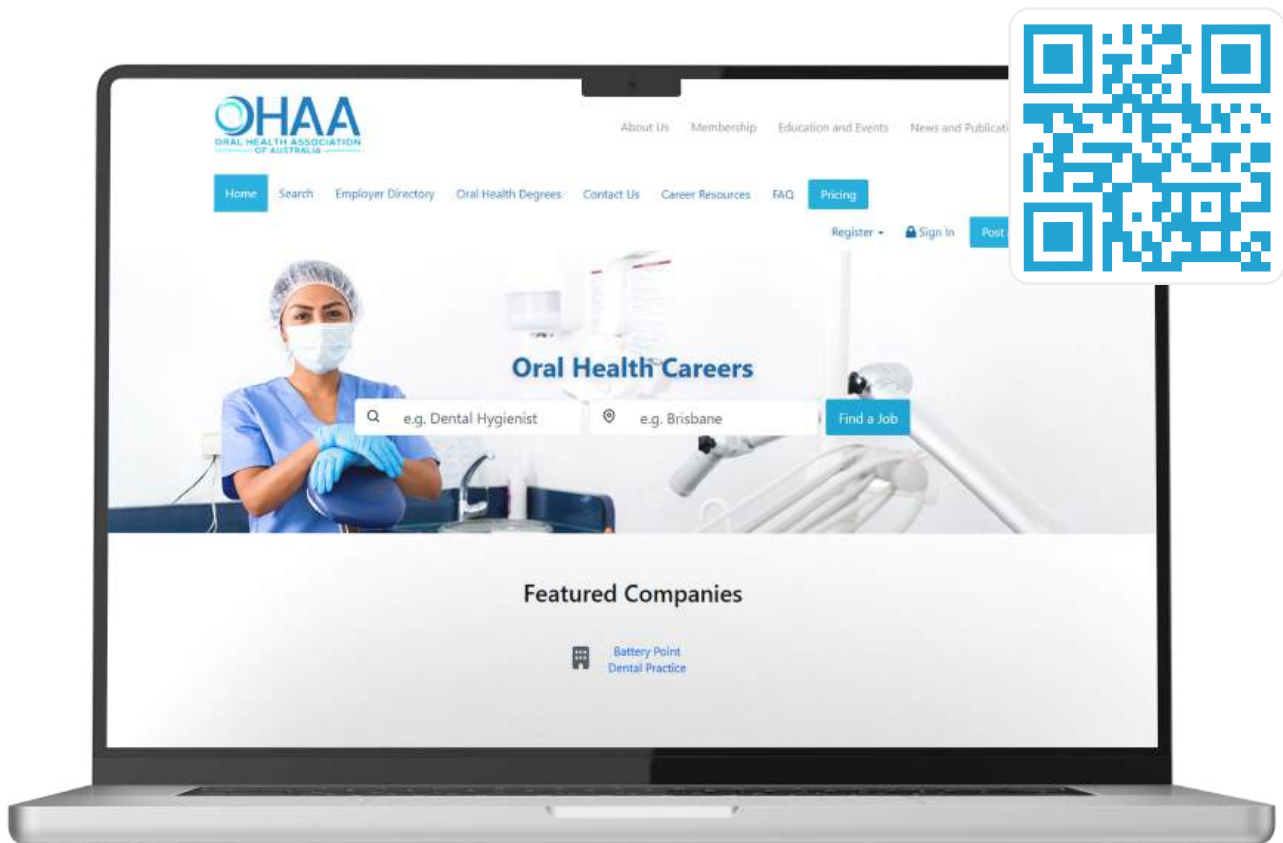 OHAA
ORAL HEALTH ASSOCIATION
OF AUSTRALIA
About Us Membership Education and Events News and
Home Search Employer Directory Oral Health Degrees Contact Us Career Resources FAQ Pricing
Register Sign In Post
Oral Health Careers
e.g. Dental Hygienist e.g. Brisbane Find a Job
Featured Companies
Battery Point
Dental Practice